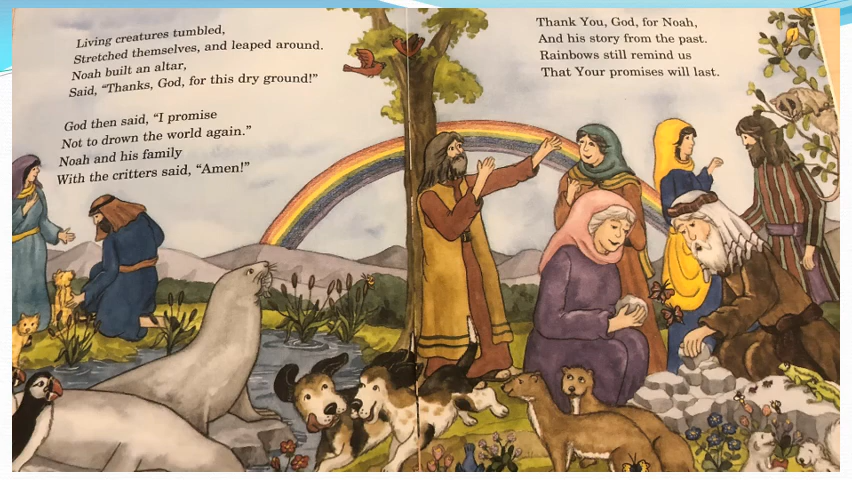 Living creatures tumbled,
Stretched themselves, and leaped around.
Noah built an altar,
Said, “Thanks, God, for this dry ground!”
God then said, “I promise
Not to drown the world again.”
Noah and his family
With the critters said, “Amen!”
Thank You, God, for Noah,
And his story from the past.
Rainbows still remind us
That Your promises will last.